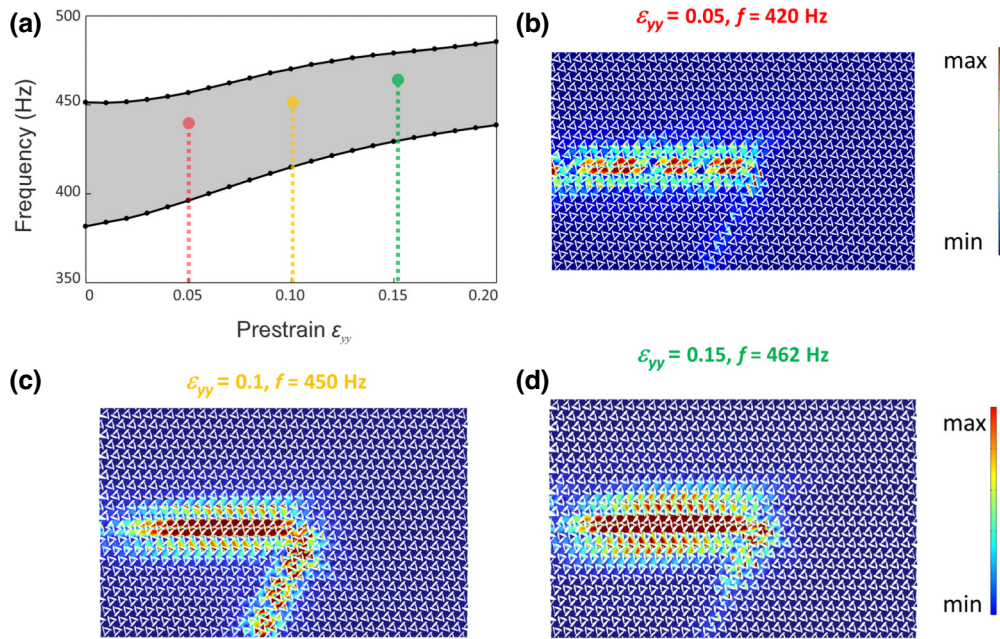 (a)
500
450
400
350
Frequency (Hz)
0
0.05
0.10
0.15
0.20
Prestrain εyy
(b)
εyy = 0.05, f = 420 Hz
max
min
(c)
εyy = 0.1, f = 450 Hz
(d)
εyy = 0.15, f = 462 Hz
max
min